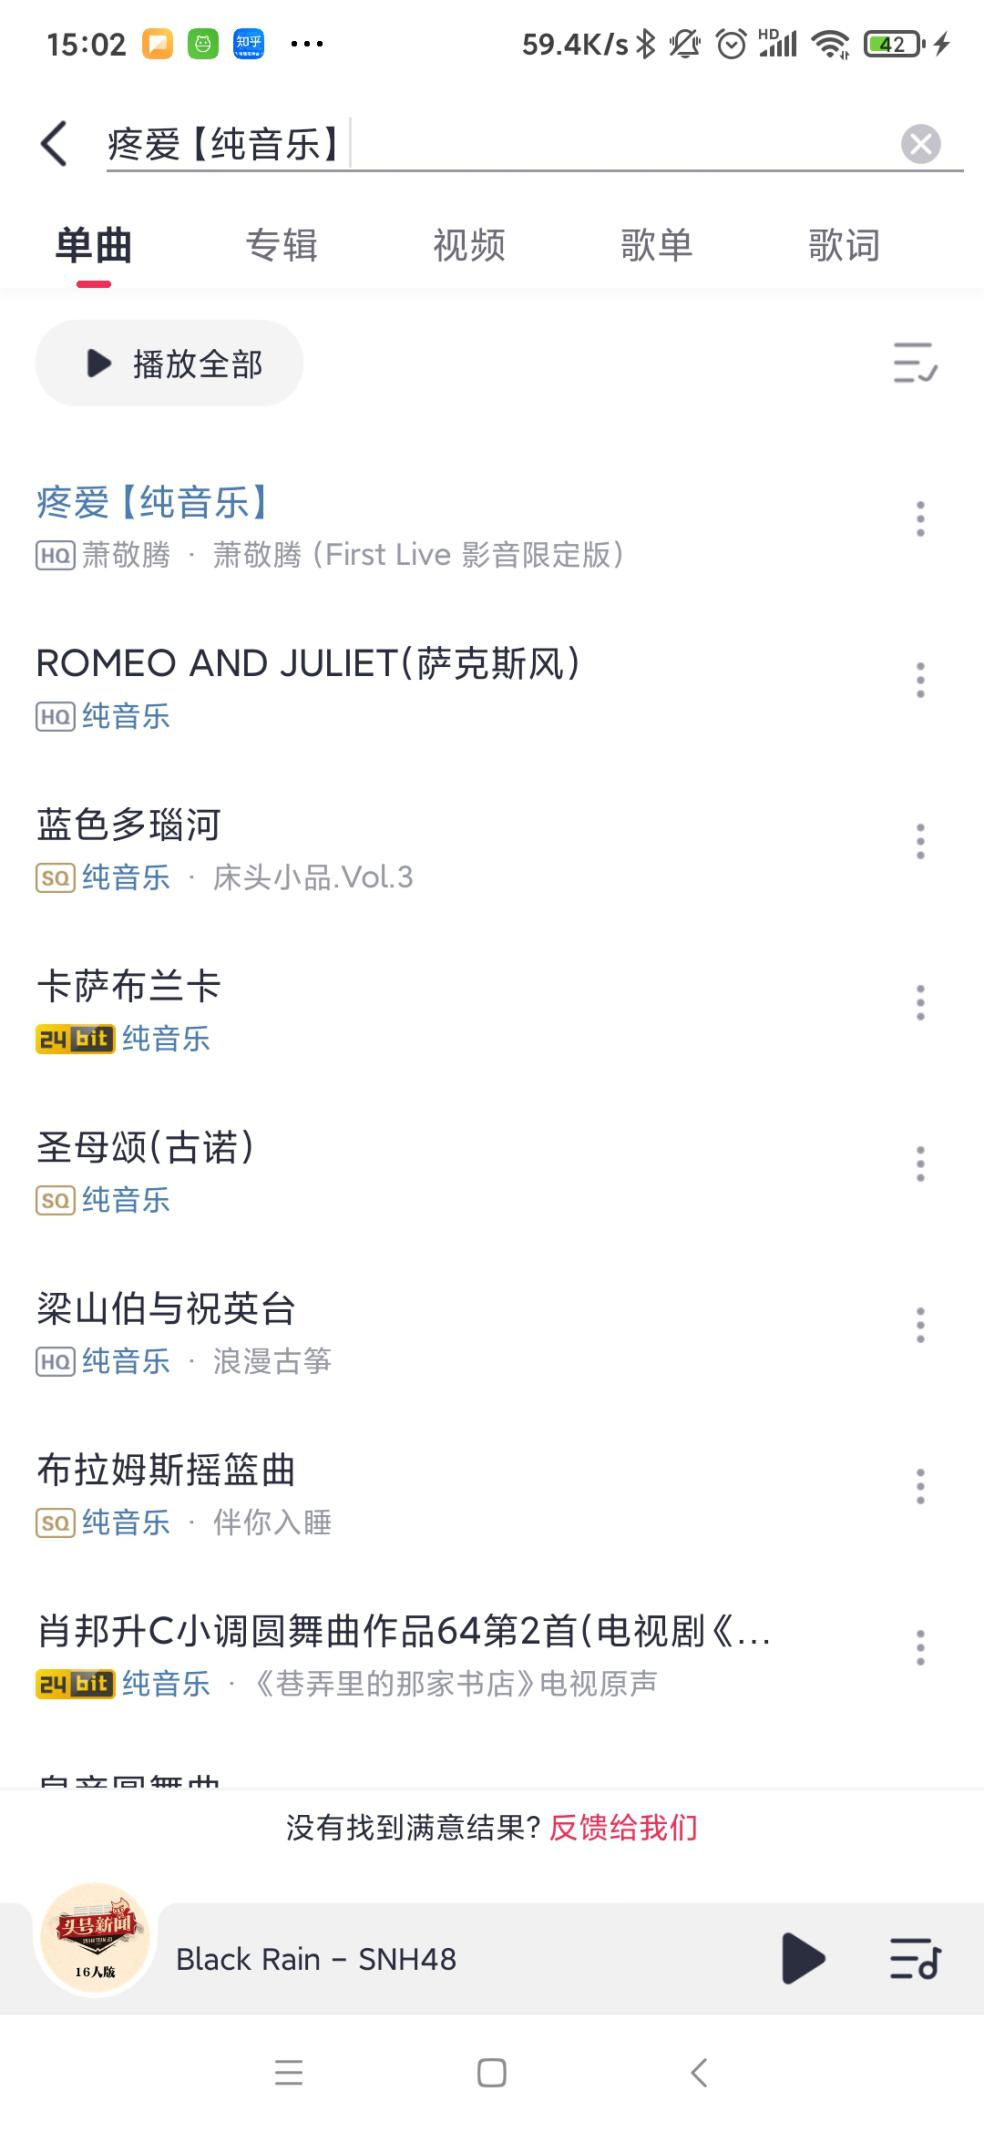 15:02 知乎 ··· 59.4K/s HD 42
疼爱【纯音乐】
单曲 专辑 视频 歌单 歌词
播放全部
疼爱【纯音乐】
HQ 萧敬腾 · 萧敬腾 (First Live 影音限定版)
ROMEO AND JULIET(萨克斯风)
HQ 纯音乐
蓝色多瑙河
SQ 纯音乐 · 床头小品.Vol.3
卡萨布兰卡
24 bit 纯音乐
圣母颂(古诺)
SQ 纯音乐
梁山伯与祝英台
HQ 纯音乐 · 浪漫古筝
布拉姆斯摇篮曲
SQ 纯音乐 · 伴你入睡
肖邦升C小调圆舞曲作品64第2首(电视剧《...
24 bit 纯音乐 · 《巷弄里的那家书店》电视原声
没有找到满意结果? 反馈给我们
头号新闻
16人版
Black Rain – SNH48